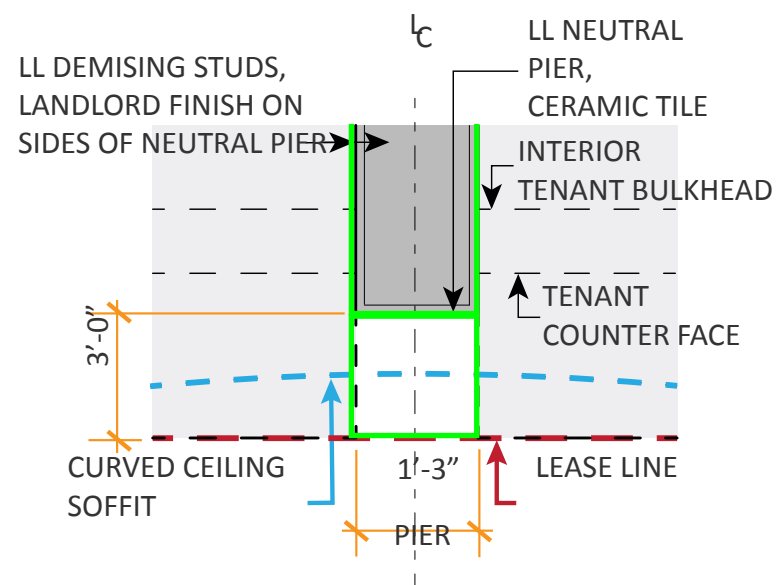 ℄
LL NEUTRAL
PIER,
CERAMIC TILE
LL DEMISING STUDS,
LANDLORD FINISH ON
SIDES OF NEUTRAL PIER
INTERIOR
TENANT BULKHEAD
TENANT
COUNTER FACE
3'-0"
CURVED CEILING
SOFFIT
1'-3"
LEASE LINE
PIER